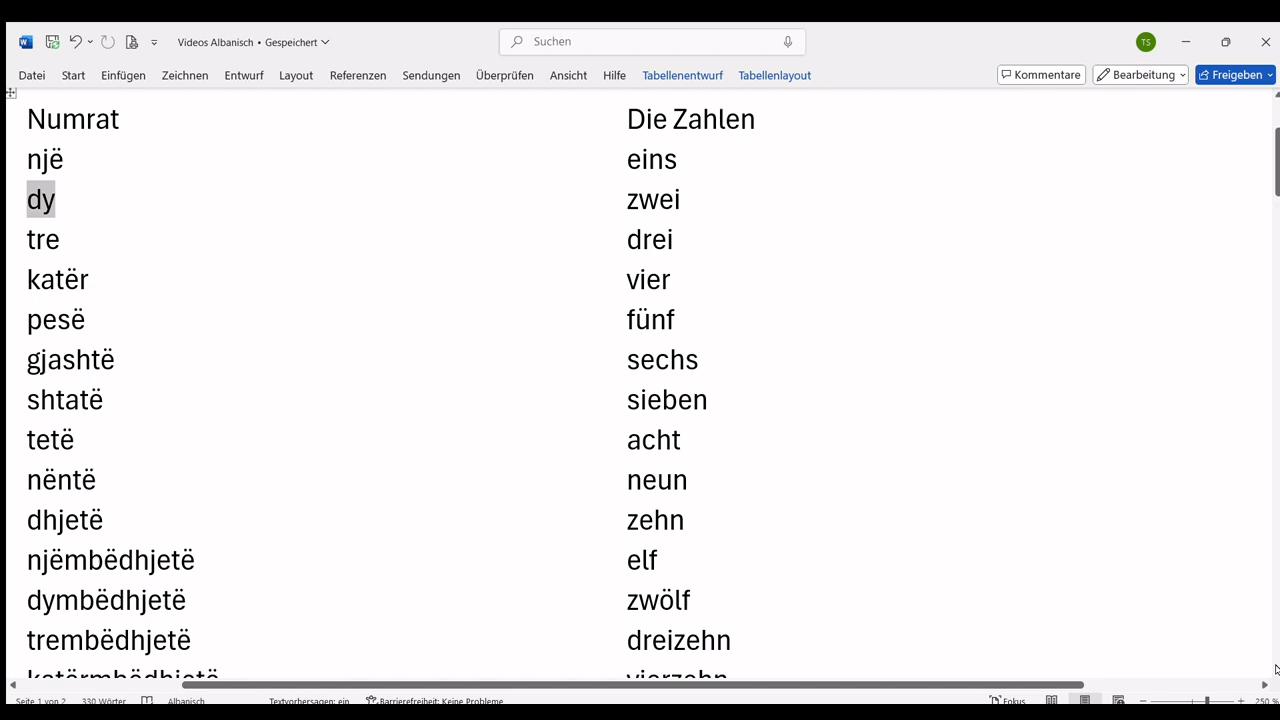 Videos Albanisch • Gespeichert
Suchen
TS
Datei Start Einfügen Zeichnen Entwurf Layout Referenzen Sendungen Überprüfen Ansicht Hilfe Tabellenentwurf Tabellenlayout Kommentare Bearbeitung Freigeben
Numrat Die Zahlen
një eins
dy zwei
tre drei
katër vier
pesë fünf
gjashtë sechs
shtatë sieben
tetë acht
nëntë neun
dhjetë zehn
njëmbëdhjetë elf
dymbëdhjetë zwölf
trembëdhjetë dreizehn
katërmbëdhjetë vierzehn
Seite 1 von 2 330 Wörter Albanisch Textvorhersagen: ein Barrierefreiheit: Keine Probleme Fokus 250 %